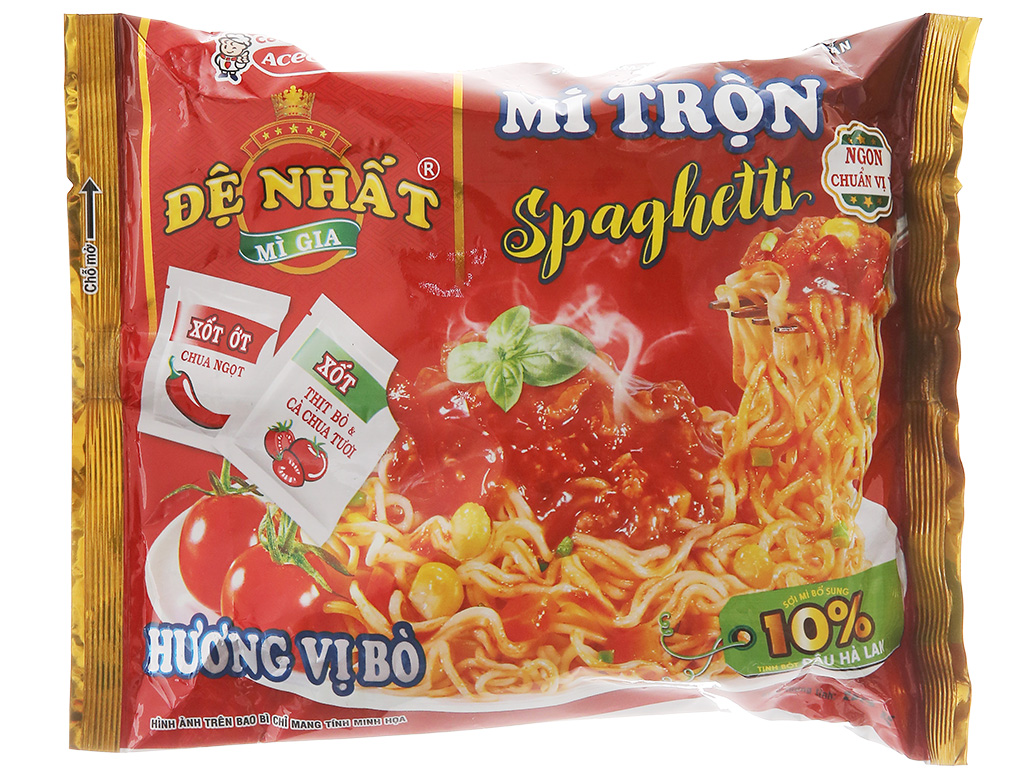 ĐỆ NHẤT®
MÌ GIA
MÌ TRỘN
Spaghetti
NGON
CHUẨN VỊ
Chỗ mở
XỐT ỚT
CHUA NGỌT
XỐT
THỊT BÒ &
CÀ CHUA TƯƠI
SỢI MÌ BỔ SUNG
10%
TINH BỘT ĐẬU HÀ LAN
HƯƠNG VỊ BÒ
HÌNH ẢNH TRÊN BAO BÌ CHỈ MANG TÍNH MINH HỌA